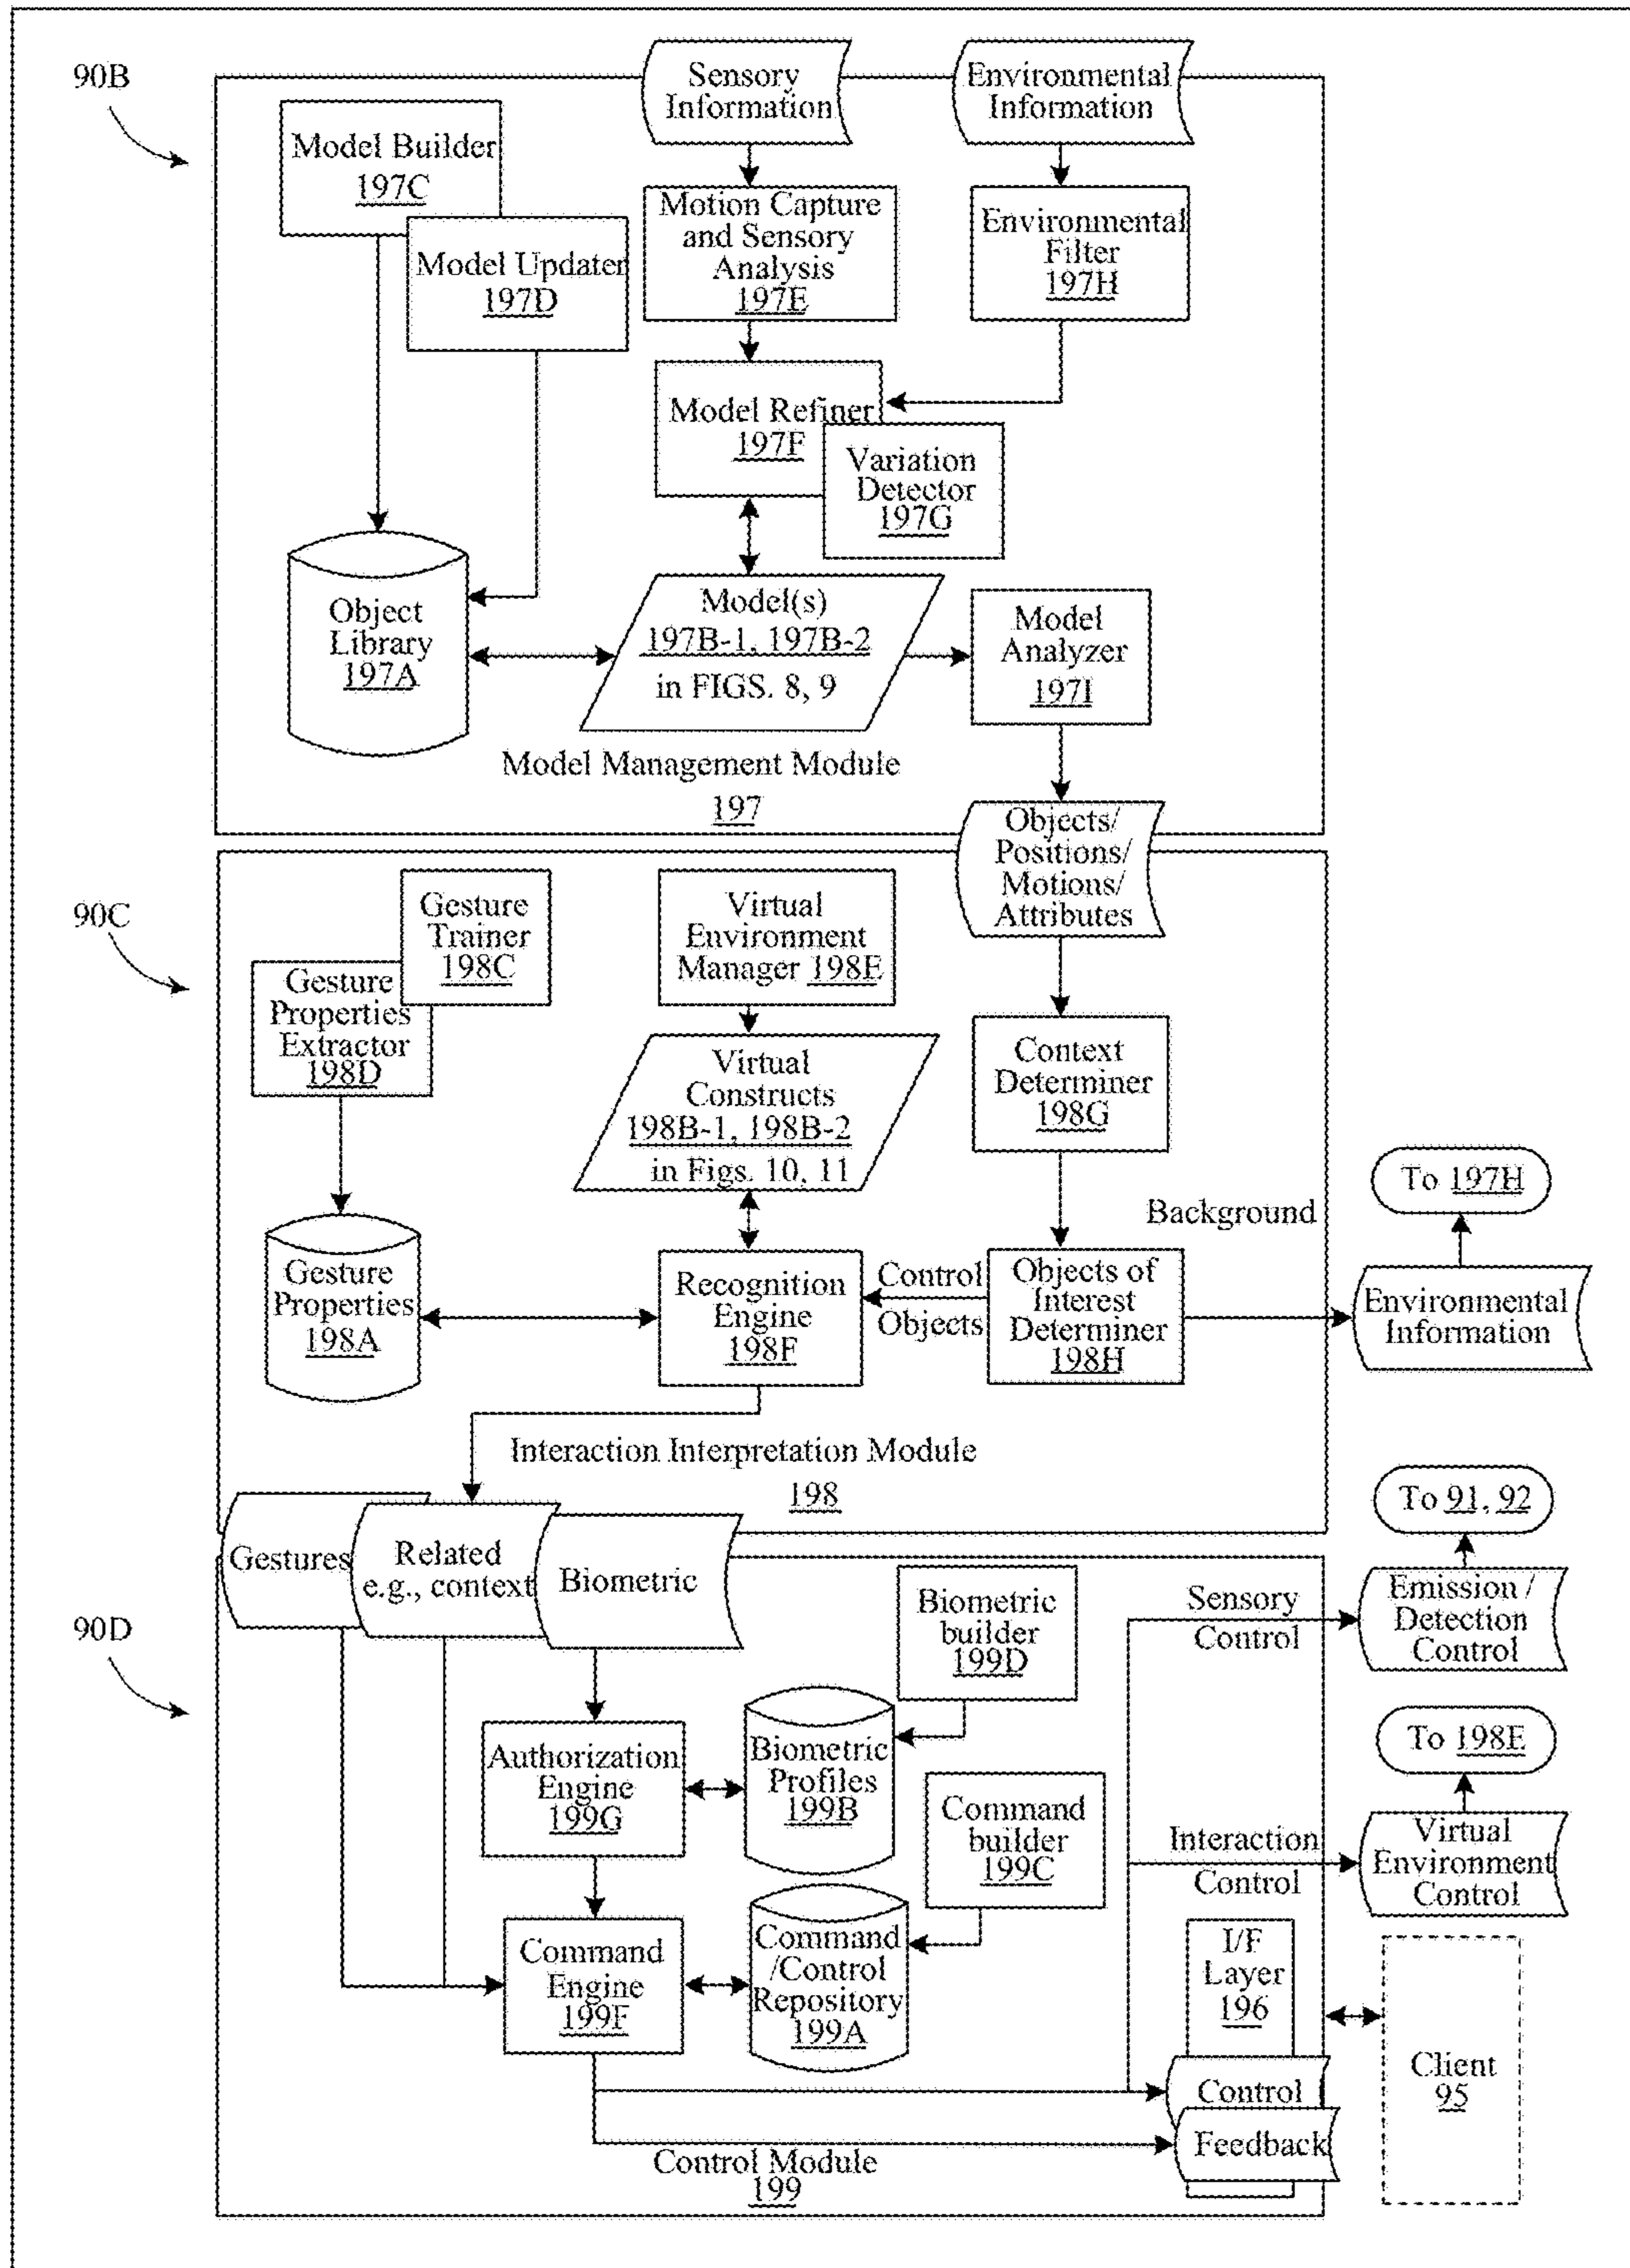 90B
Sensory
Information
Environmental
Information
Model Builder
197C
Model Updater
197D
Motion Capture
and Sensory
Analysis
197E
Environmental
Filter
197H
Model Refiner
197F
Variation
Detector
197G
Object
Library
197A
Model(s)
197B-1, 197B-2
in FIGS. 8, 9
Model
Analyzer
197I
Model Management Module
197
Objects/
Positions/
Motions/
Attributes
90C
Gesture
Trainer
198C
Gesture
Properties
Extractor
198D
Virtual
Environment
Manager 198E
Virtual
Constructs
198B-1, 198B-2
in Figs. 10, 11
Context
Determiner
198G
Background
To 197H
Gesture
Properties
198A
Recognition
Engine
198F
Control
Objects
Objects of
Interest
Determiner
198H
Environmental
Information
Interaction Interpretation Module
198
To 91, 92
Gestures
Related
e.g., context
Biometric
90D
Biometric
builder
199D
Sensory
Control
Emission /
Detection
Control
Authorization
Engine
199G
Biometric
Profiles
199B
To 198E
Command
builder
199C
Interaction
Control
Virtual
Environment
Control
Command
Engine
199F
Command
/Control
Repository
199A
I/F
Layer
196
Client
95
Control
Feedback
Control Module
199